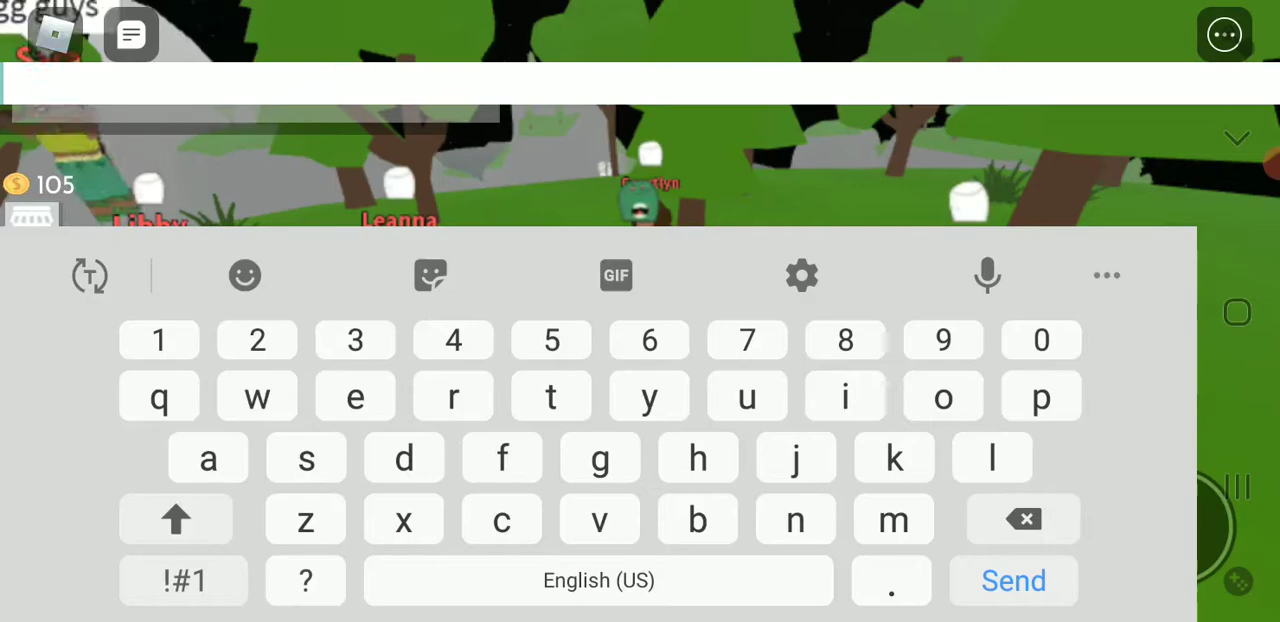 gg guys
105
Libby
Leanna
GIF
1 2 3 4 5 6 7 8 9 0
q w e r t y u i o p
a s d f g h j k l
z x c v b n m
!#1 ? English (US) . Send